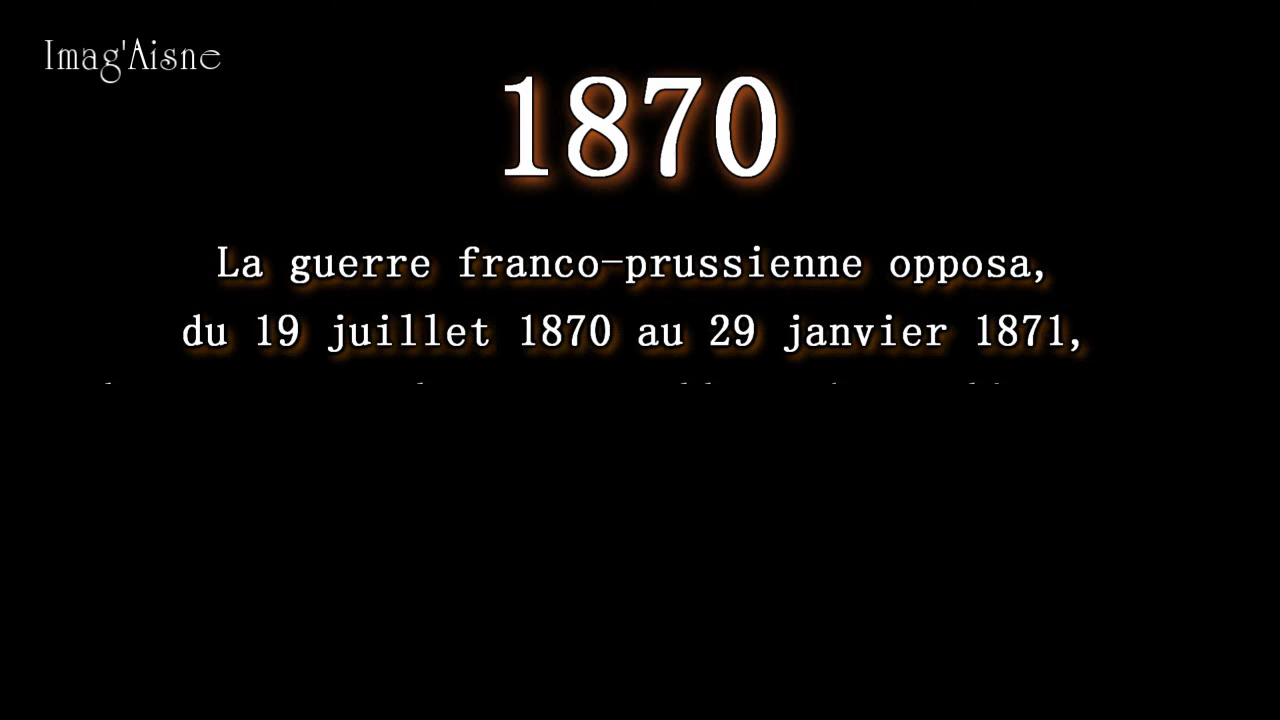 Imag'Aisne
1870
La guerre franco-prussienne opposa,
du 19 juillet 1870 au 29 janvier 1871,